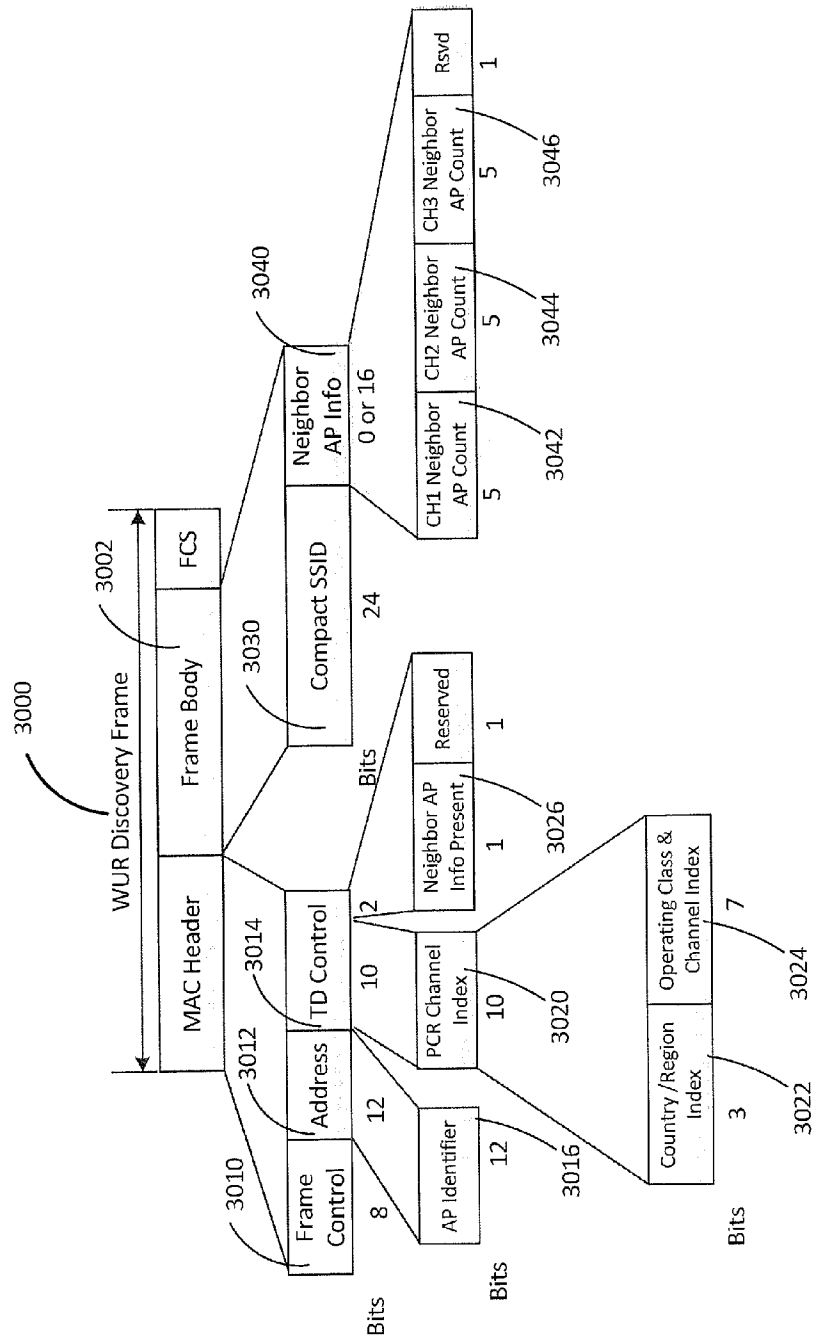 3000
WUR Discovery Frame
3002
MAC Header
Frame Body
FCS
3010
3012
3014
3030
3040
Frame
Control
Address
TD Control
Compact SSID
Neighbor
AP Info
Bits
8
12
10
2
Bits
24
0 or 16
AP Identifier
PCR Channel
Index
Neighbor AP
Info Present
Reserved
CH1 Neighbor
AP Count
CH2 Neighbor
AP Count
CH3 Neighbor
AP Count
Rsvd
Bits
12
10
1
1
5
5
5
1
3016
3020
3026
3042
3044
3046
Country/Region
Index
Operating Class &
Channel Index
Bits
3
7
3022
3024